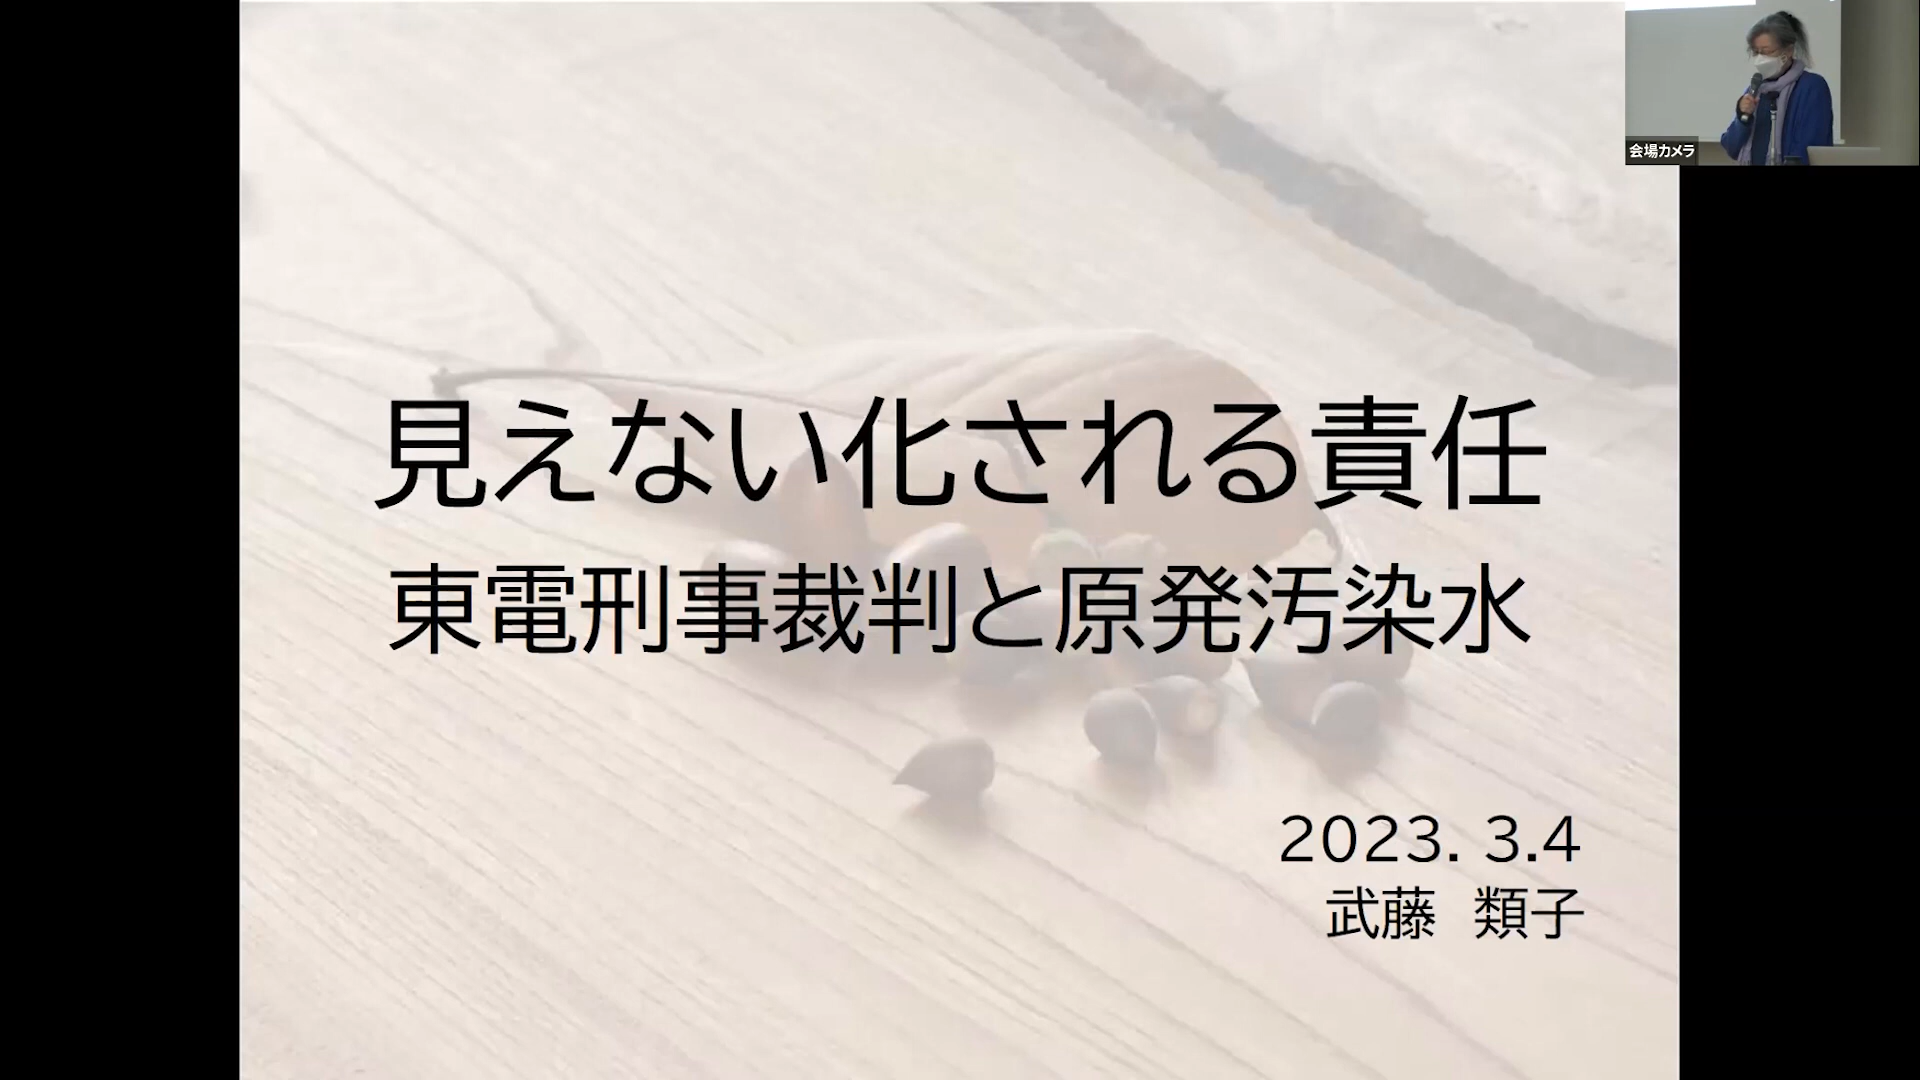 会場カメラ
見えない化される責任
東電刑事裁判と原発汚染水
2023. 3.4
武藤　類子